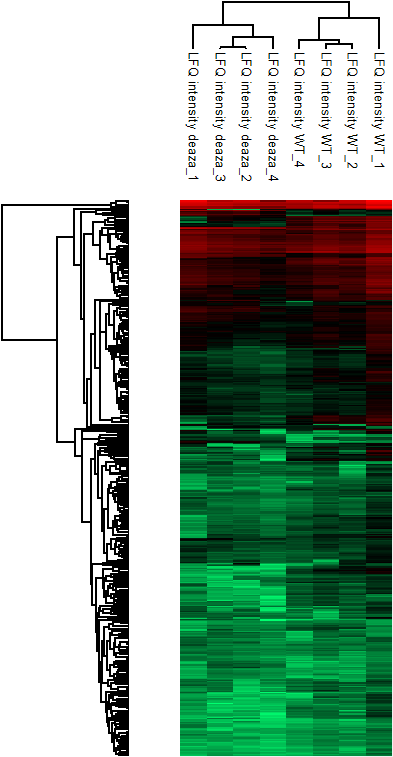 LFQ intensity deaza_1
LFQ intensity deaza_3
LFQ intensity deaza_2
LFQ intensity deaza_4
LFQ intensity WT_4
LFQ intensity WT_3
LFQ intensity WT_2
LFQ intensity WT_1